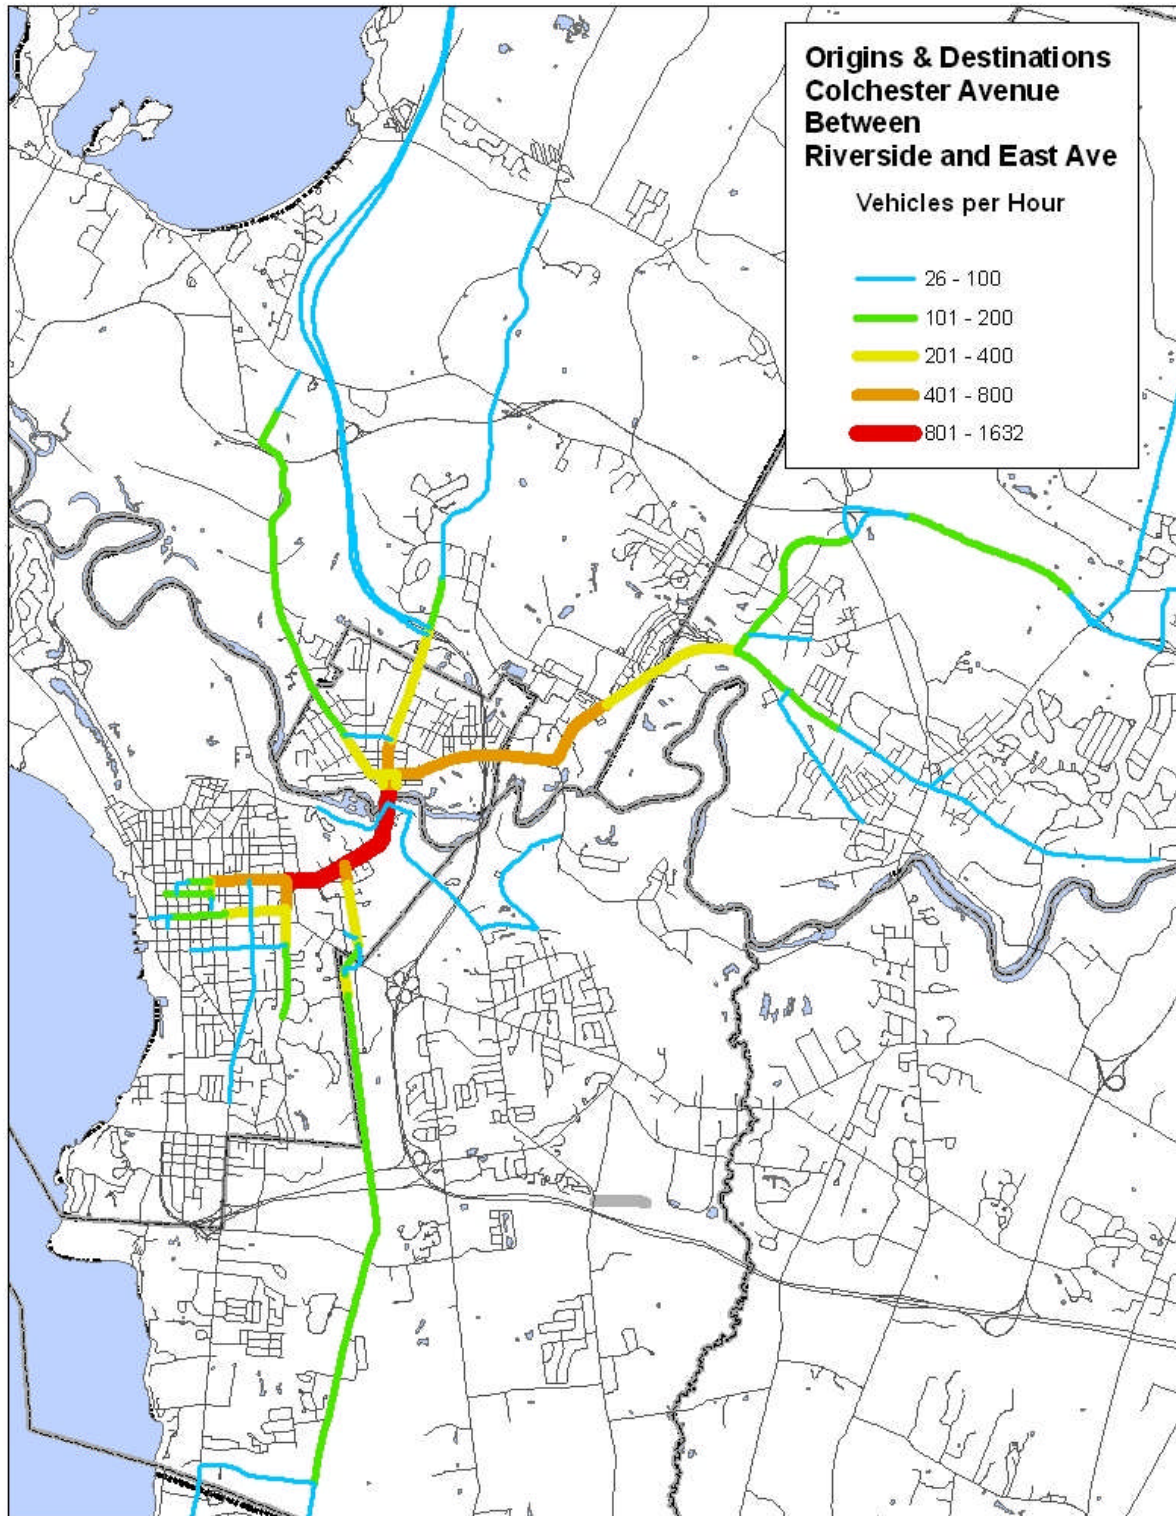 Origins & Destinations
Colchester Avenue
Between
Riverside and East Ave
Vehicles per Hour
26 - 100
101 - 200
201 - 400
401 - 800
801 - 1632